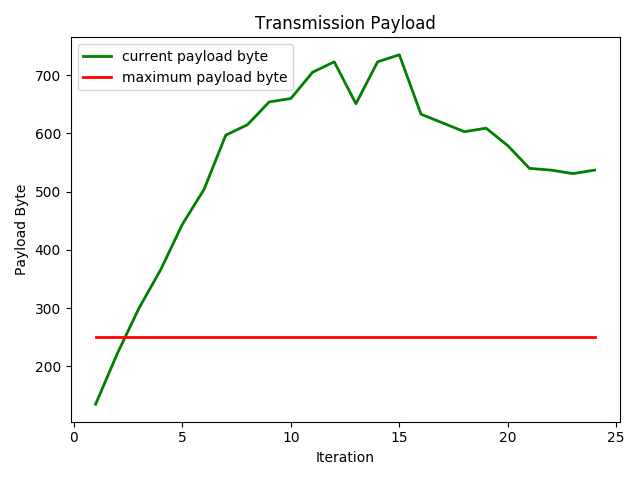 Transmission Payload
current payload byte
maximum payload byte
700
600
500
400
300
200
Payload Byte
0 5 10 15 20 25
Iteration